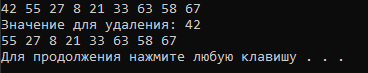 42 55 27 8 21 33 63 58 67
Значение для удаления: 42
55 27 8 21 33 63 58 67
Для продолжения нажмите любую клавишу . . .